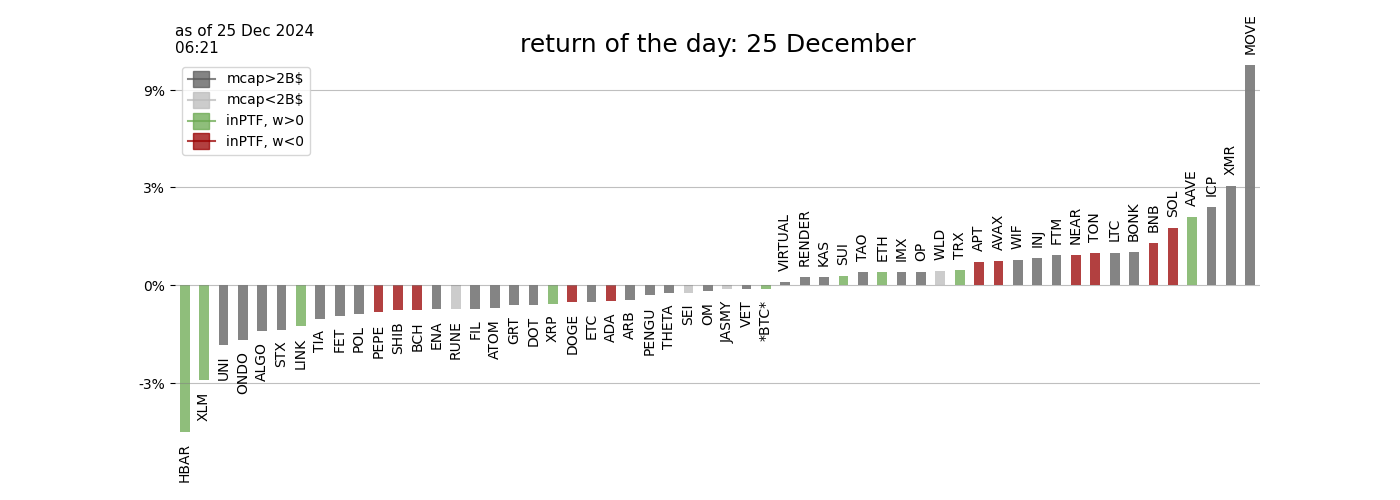 as of 25 Dec 2024
06:21
return of the day: 25 December
mcap>2B$
mcap<2B$
inPTF, w>0
inPTF, w<0
9%
3%
0%
-3%
HBAR
XLM
UNI
ONDO
ALGO
STX
LINK
TIA
FET
POL
PEPE
SHIB
BCH
ENA
RUNE
FIL
ATOM
GRT
DOT
XRP
DOGE
ETC
ADA
ARB
PENGU
THETA
SEI
OM
JASMY
VET
*BTC*
VIRTUAL
RENDER
KAS
SUI
TAO
ETH
IMX
OP
WLD
TRX
APT
AVAX
WIF
INJ
FTM
NEAR
TON
LTC
BONK
BNB
SOL
AAVE
ICP
XMR
MOVE